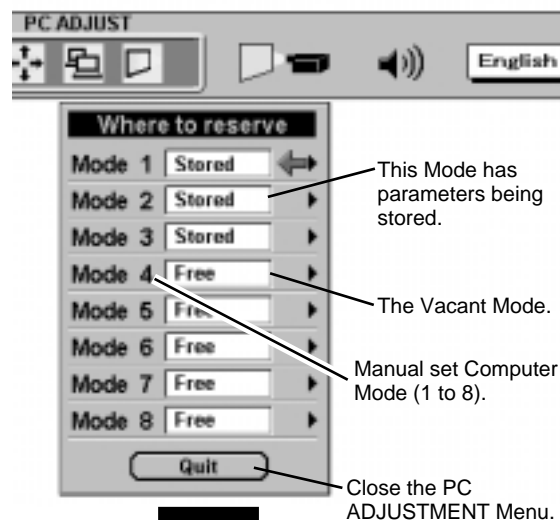 PC ADJUST
English
Where to reserve
Mode 1 Stored
Mode 2 Stored
Mode 3 Stored
Mode 4 Free
Mode 5 Free
Mode 6 Free
Mode 7 Free
Mode 8 Free
Quit
This Mode has
parameters being
stored.
The Vacant Mode.
Manual set Computer
Mode (1 to 8).
Close the PC
ADJUSTMENT Menu.